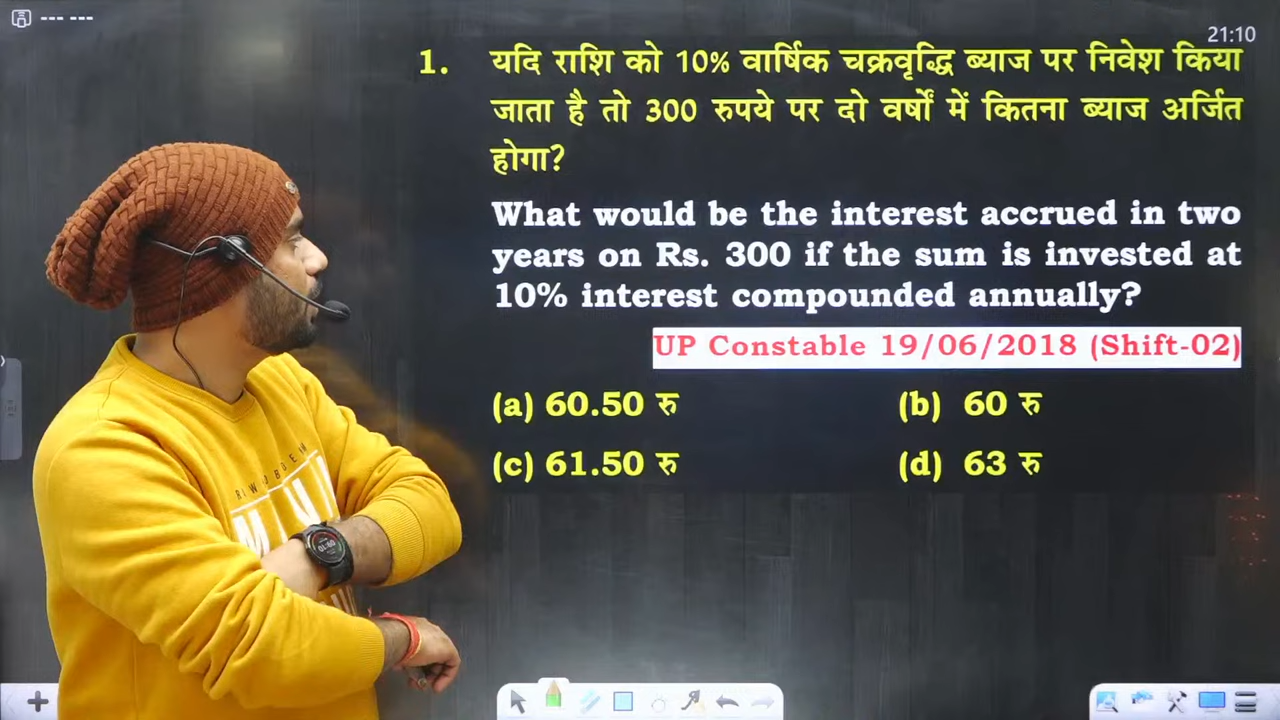 21:10
1. यदि राशि को 10% वार्षिक चक्रवृद्धि ब्याज पर निवेश किया
जाता है तो 300 रुपये पर दो वर्षों में कितना ब्याज अर्जित
होगा?
What would be the interest accrued in two
years on Rs. 300 if the sum is invested at
10% interest compounded annually?
UP Constable 19/06/2018 (Shift-02)
(a) 60.50 रु (b) 60 रु
(c) 61.50 रु (d) 63 रु